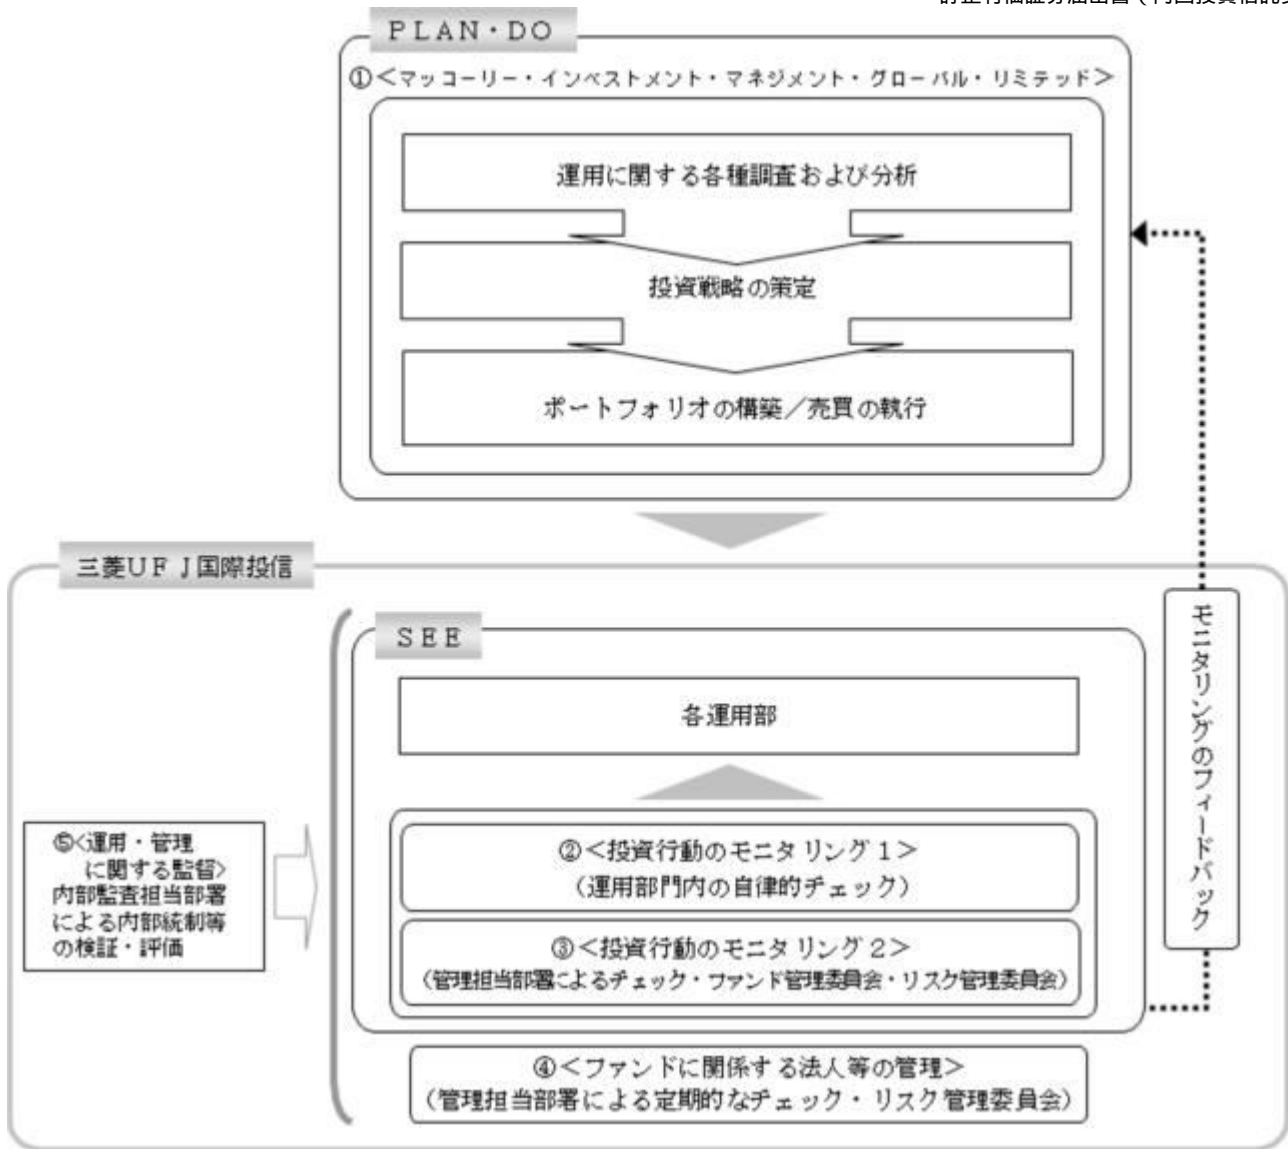 PLAN・DO
①＜マッコーリー・インベストメント・マネジメント・グローバル・リミテッド＞
運用に関する各種調査および分析
投資戦略の策定
ポートフォリオの構築／売買の執行
三菱UFJ国際投信
SEE
各運用部
②＜投資行動のモニタリング1＞
（運用部門内の自律的チェック）
③＜投資行動のモニタリング2＞
（管理担当部署によるチェック・ファンド管理委員会・リスク管理委員会）
④＜ファンドに関係する法人等の管理＞
（管理担当部署による定期的なチェック・リスク管理委員会）
⑤<運用・管理
に関する監督>
内部監査担当部署
による内部統制等
の検証・評価
モニタリングのフィードバック